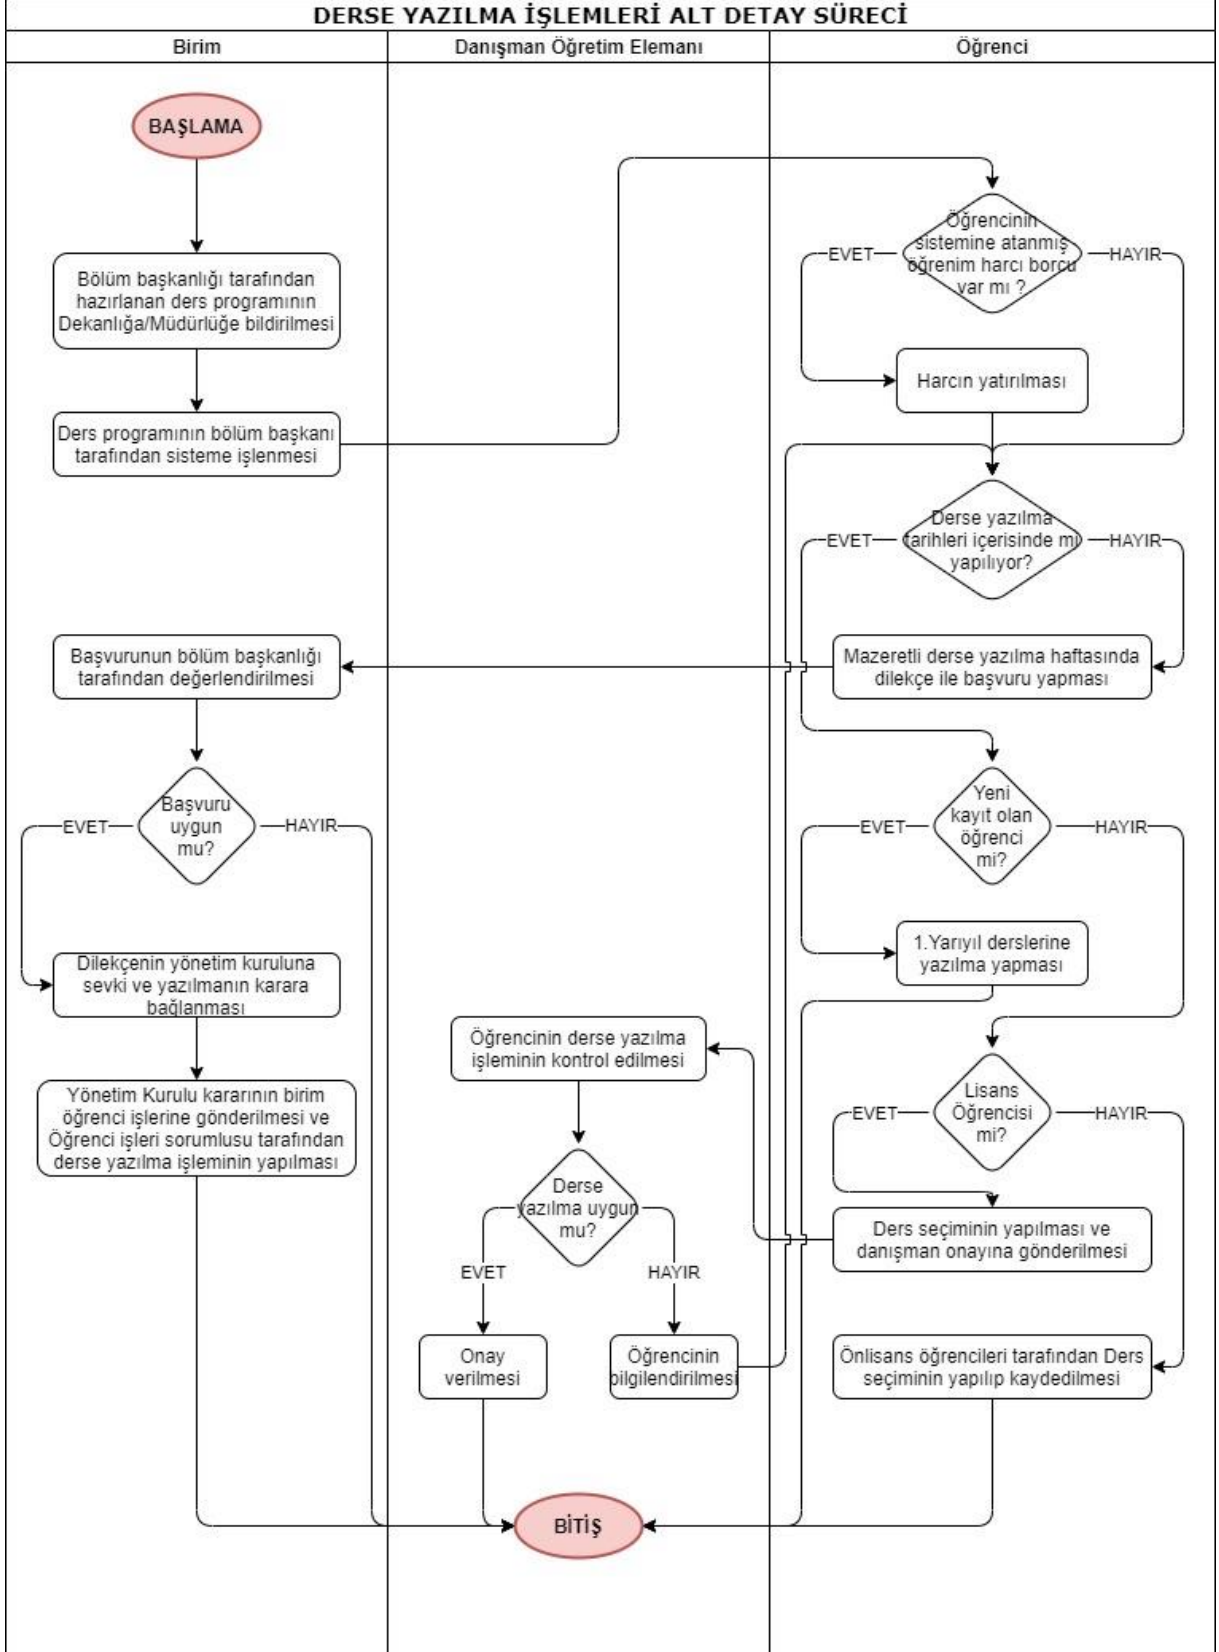 DERSE YAZILMA İŞLEMLERİ ALT DETAY SÜRECİ
Birim
Danışman Öğretim Elemanı
Öğrenci
BAŞLAMA
Bölüm başkanlığı tarafından
hazırlanan ders programının
Dekanlığa/Müdürlüğe bildirilmesi
Ders programının bölüm başkanı
tarafından sisteme işlenmesi
Öğrencinin
sistemine atanmış
öğrenim harcı borcu
var mı ?
EVET
HAYIR
Harcın yatırılması
Derse yazılma
tarihleri içerisinde mi
yapılıyor?
EVET
HAYIR
Mazeretli derse yazılma haftasında
dilekçe ile başvuru yapması
Başvurunun bölüm başkanlığı
tarafından değerlendirilmesi
Başvuru
uygun
mu?
EVET
HAYIR
Dilekçenin yönetim kuruluna
sevki ve yazılmanın karara
bağlanması
Yönetim Kurulu kararının birim
öğrenci işlerine gönderilmesi ve
Öğrenci işleri sorumlusu tarafından
derse yazılma işleminin yapılması
Yeni
kayıt olan
öğrenci
mi?
EVET
HAYIR
1.Yarıyıl derslerine
yazılma yapması
Lisans
Öğrencisi
mi?
EVET
HAYIR
Ders seçiminin yapılması ve
danışman onayına gönderilmesi
Önlisans öğrencileri tarafından Ders
seçiminin yapılıp kaydedilmesi
Öğrencinin derse yazılma
işleminin kontrol edilmesi
Derse
yazılma uygun
mu?
EVET
HAYIR
Onay
verilmesi
Öğrencinin
bilgilendirilmesi
BİTİŞ